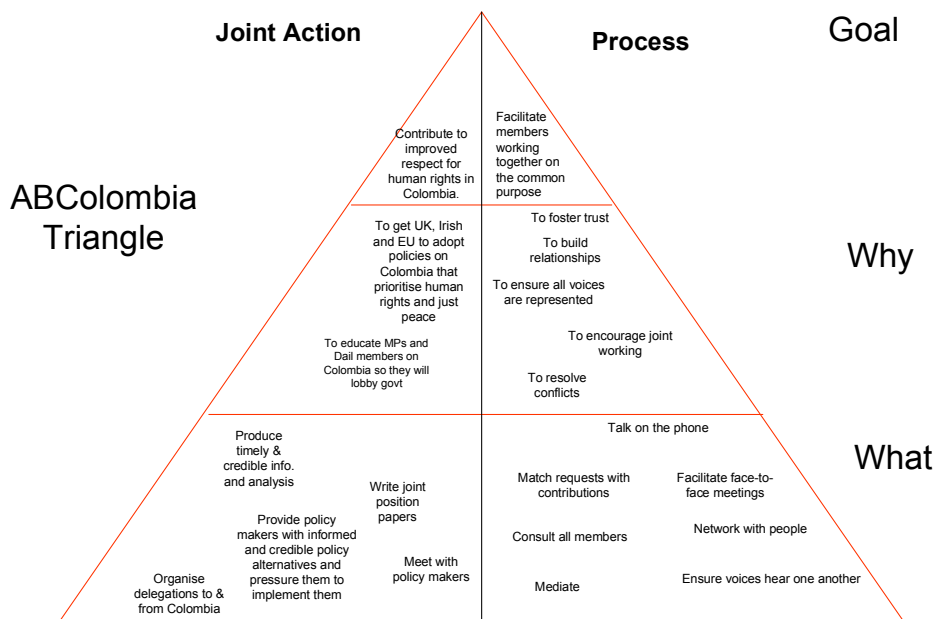 Joint Action
Process
Goal
Contribute to
improved
respect for
human rights in
Colombia.
Facilitate
members
working
together on
the common
purpose
ABColombia
Triangle
To get UK, Irish
and EU to adopt
policies on
Colombia that
prioritise human
rights and just
peace
To educate MPs and
Dail members on
Colombia so they will
lobby govt
To foster trust
To build
relationships
To ensure all voices
are represented
To encourage joint
working
To resolve
conflicts
Why
Produce
timely &
credible info.
and analysis
Write joint
position
papers
Provide policy
makers with informed
and credible policy
alternatives and
pressure them to
implement them
Meet with
policy makers
Organise
delegations to &
from Colombia
Talk on the phone
Match requests with
contributions
Facilitate face-to-
face meetings
Consult all members
Network with people
Mediate
Ensure voices hear one another
What